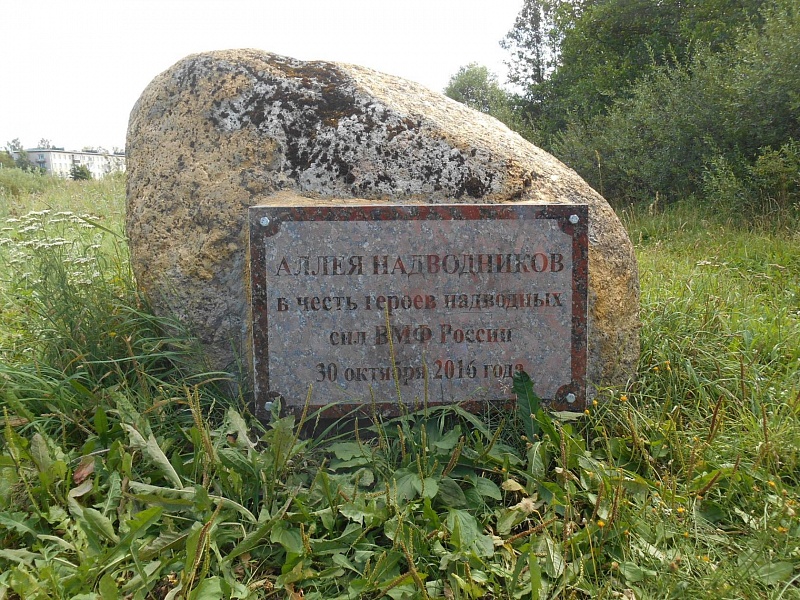 АЛЛЕЯ НАДВОДНИКОВ
в честь героев надводных
сил ВМФ России
30 октября 2016 года